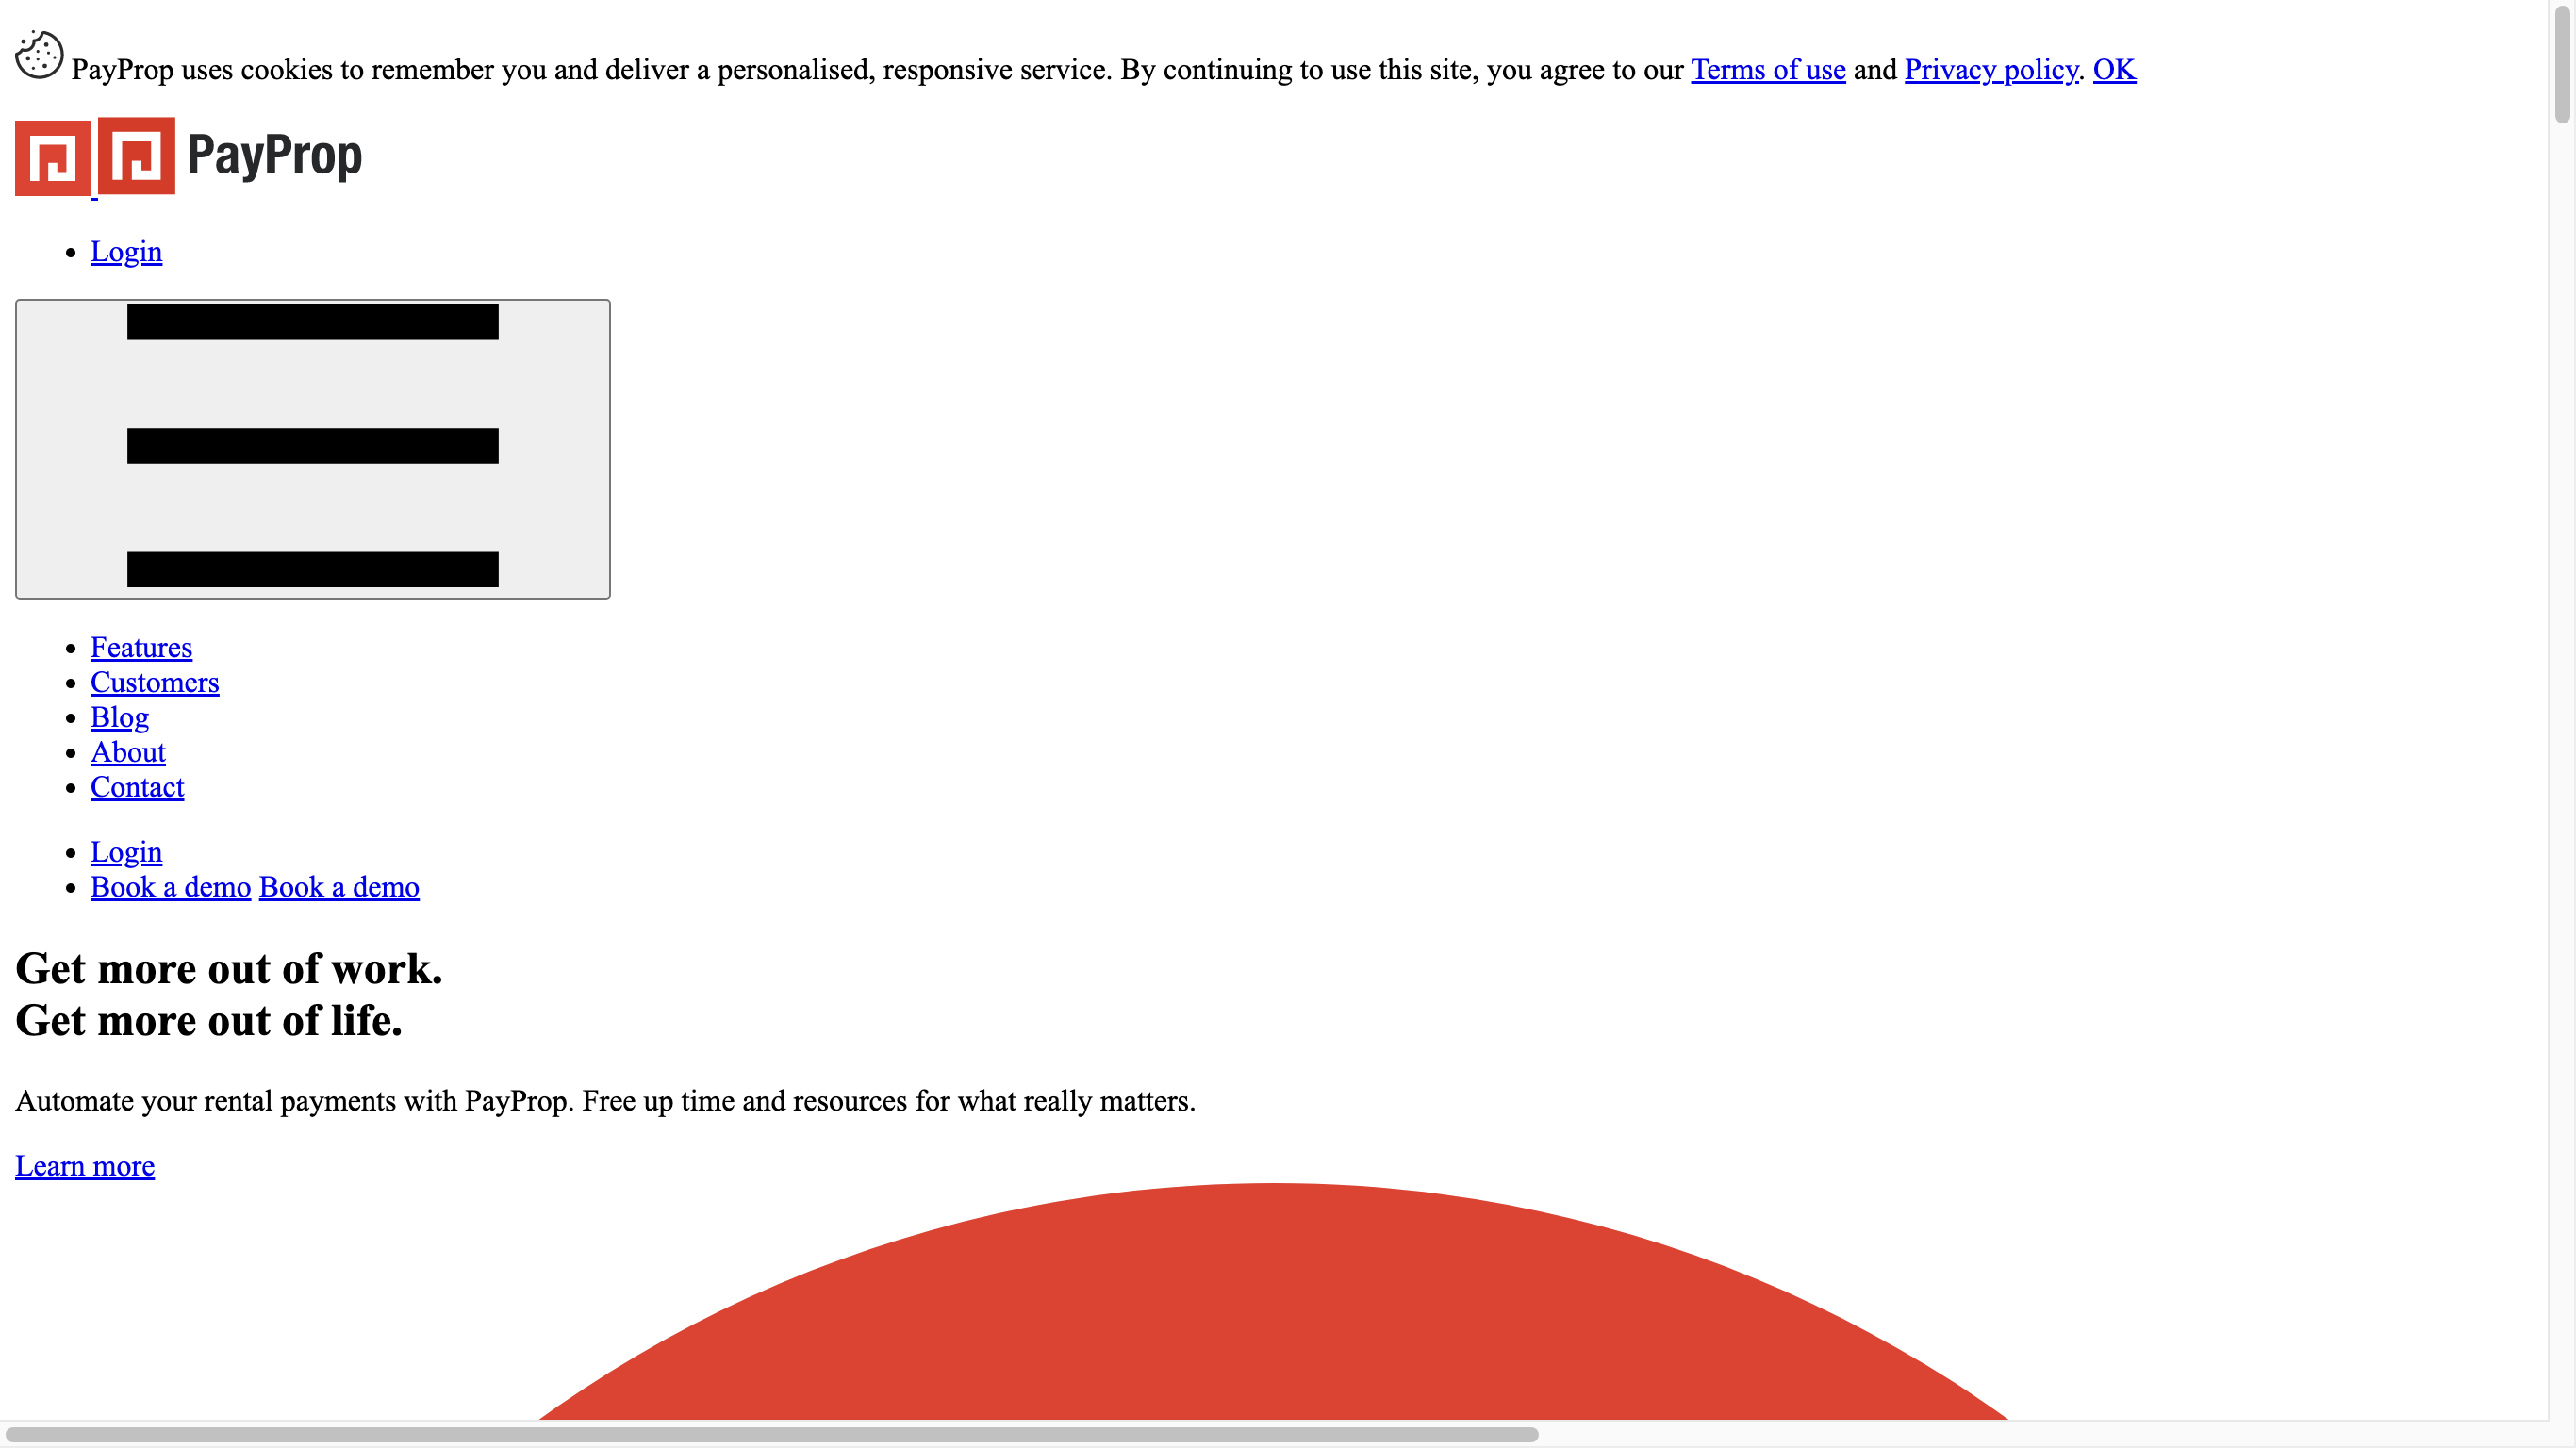 PayProp uses cookies to remember you and deliver a personalised, responsive service. By continuing to use this site, you agree to our Terms of use and Privacy policy. OK
PayProp
Login
Features
Customers
Blog
About
Contact
Login
Book a demo Book a demo
Get more out of work.
Get more out of life.
Automate your rental payments with PayProp. Free up time and resources for what really matters.
Learn more